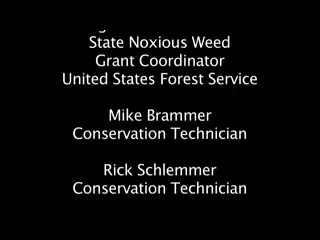 State Noxious Weed
Grant Coordinator
United States Forest Service
Mike Brammer
Conservation Technician
Rick Schlemmer
Conservation Technician